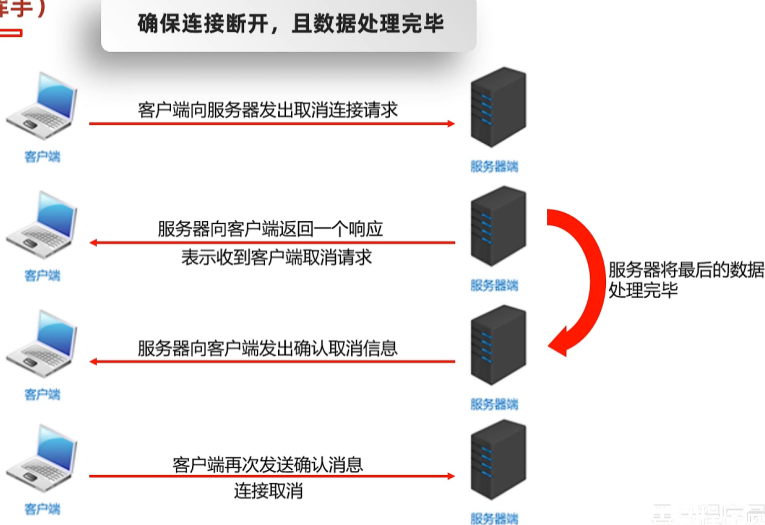 挥手）
确保连接断开，且数据处理完毕
客户端向服务器发出取消连接请求
客户端
服务器端
服务器向客户端返回一个响应
表示收到客户端取消请求
客户端
服务器端
服务器将最后的数据
处理完毕
服务器向客户端发出确认取消信息
客户端
服务器端
客户端再次发送确认消息
连接取消
客户端
服务器端